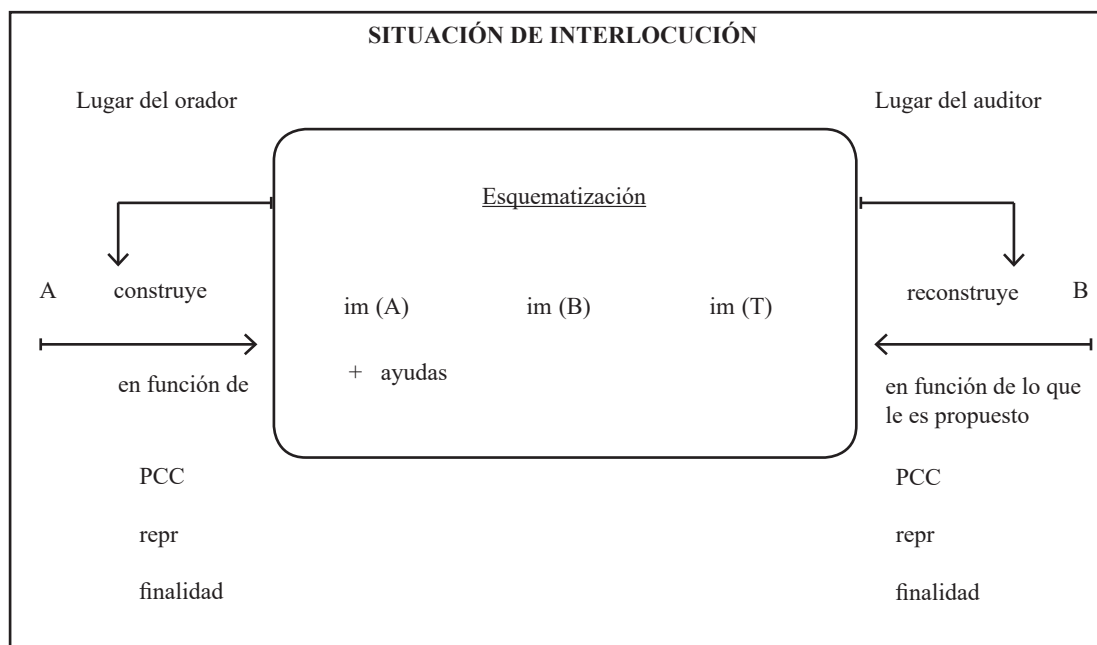 SITUACIÓN DE INTERLOCUCIÓN
Lugar del orador
Lugar del auditor
Esquematización
A construye
reconstruye B
im (A) im (B) im (T)
+ ayudas
en función de
en función de lo que
le es propuesto
PCC
PCC
repr
repr
finalidad
finalidad